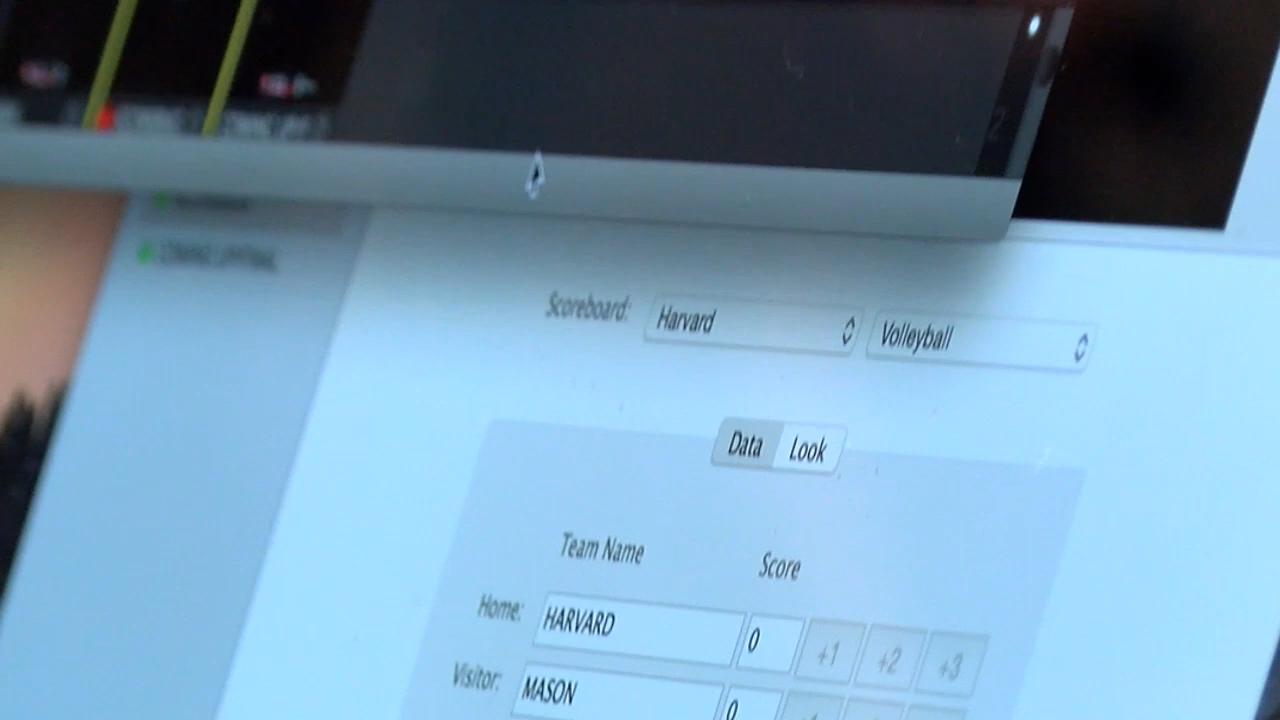 Scoreboard: Harvard Volleyball
Data Look
Team Name Score
Home: HARVARD 0 +1 +2 +3
Visitor: MASON 0